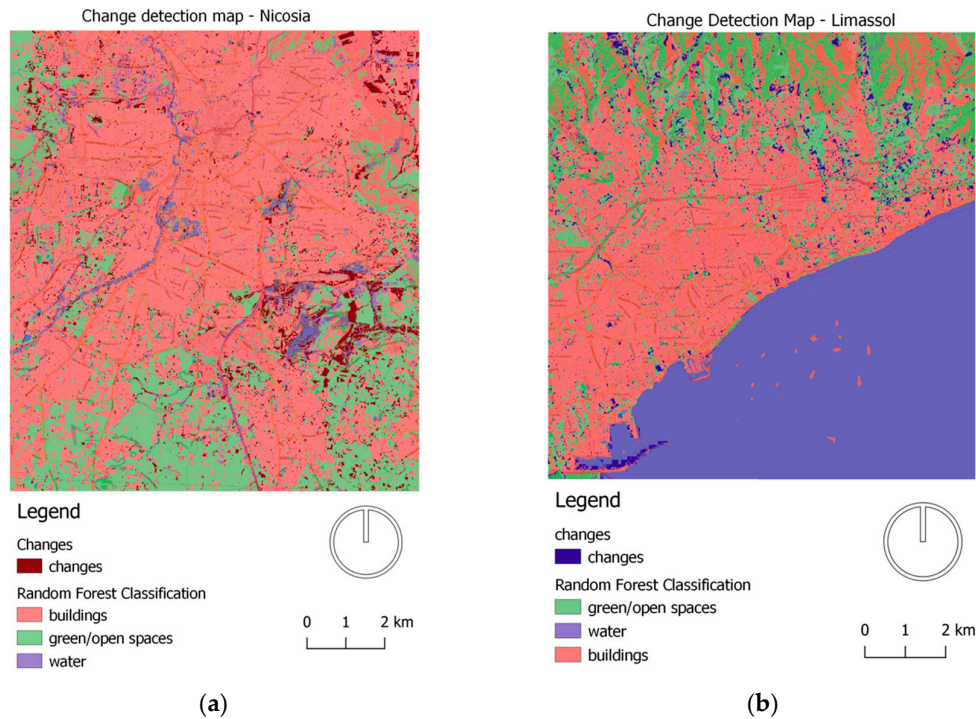 Change detection map - Nicosia
Legend
Changes
changes
Random Forest Classification
buildings
green/open spaces
water
0 1 2 km
(a)
Change Detection Map - Limassol
Legend
changes
changes
Random Forest Classification
green/open spaces
water
buildings
0 1 2 km
(b)